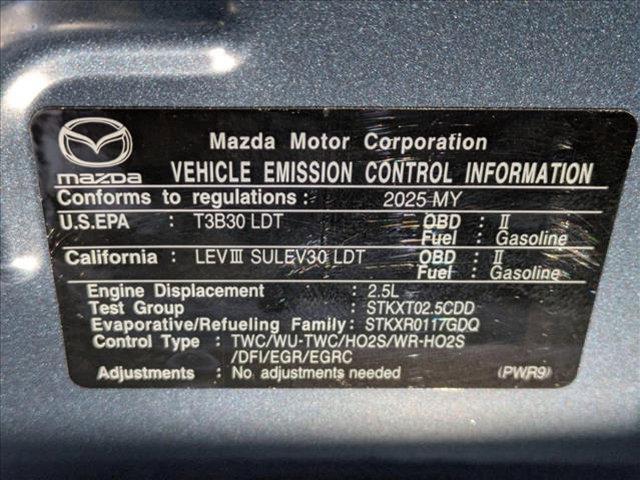 Mazda Motor Corporation
mazda VEHICLE EMISSION CONTROL INFORMATION
Conforms to regulations : 2025 MY
U.S.EPA : T3B30 LDT OBD : II
Fuel : Gasoline
California : LEVIII SULEV30 LDT OBD : II
Fuel : Gasoline
Engine Displacement : 2.5L
Test Group : STKXT02.5CDD
Evaporative/Refueling Family: STKXR0117GDQ
Control Type : TWC/WU-TWC/HO2S/WR-HO2S
/DFI/EGR/EGRC
Adjustments : No adjustments needed (PWR9)